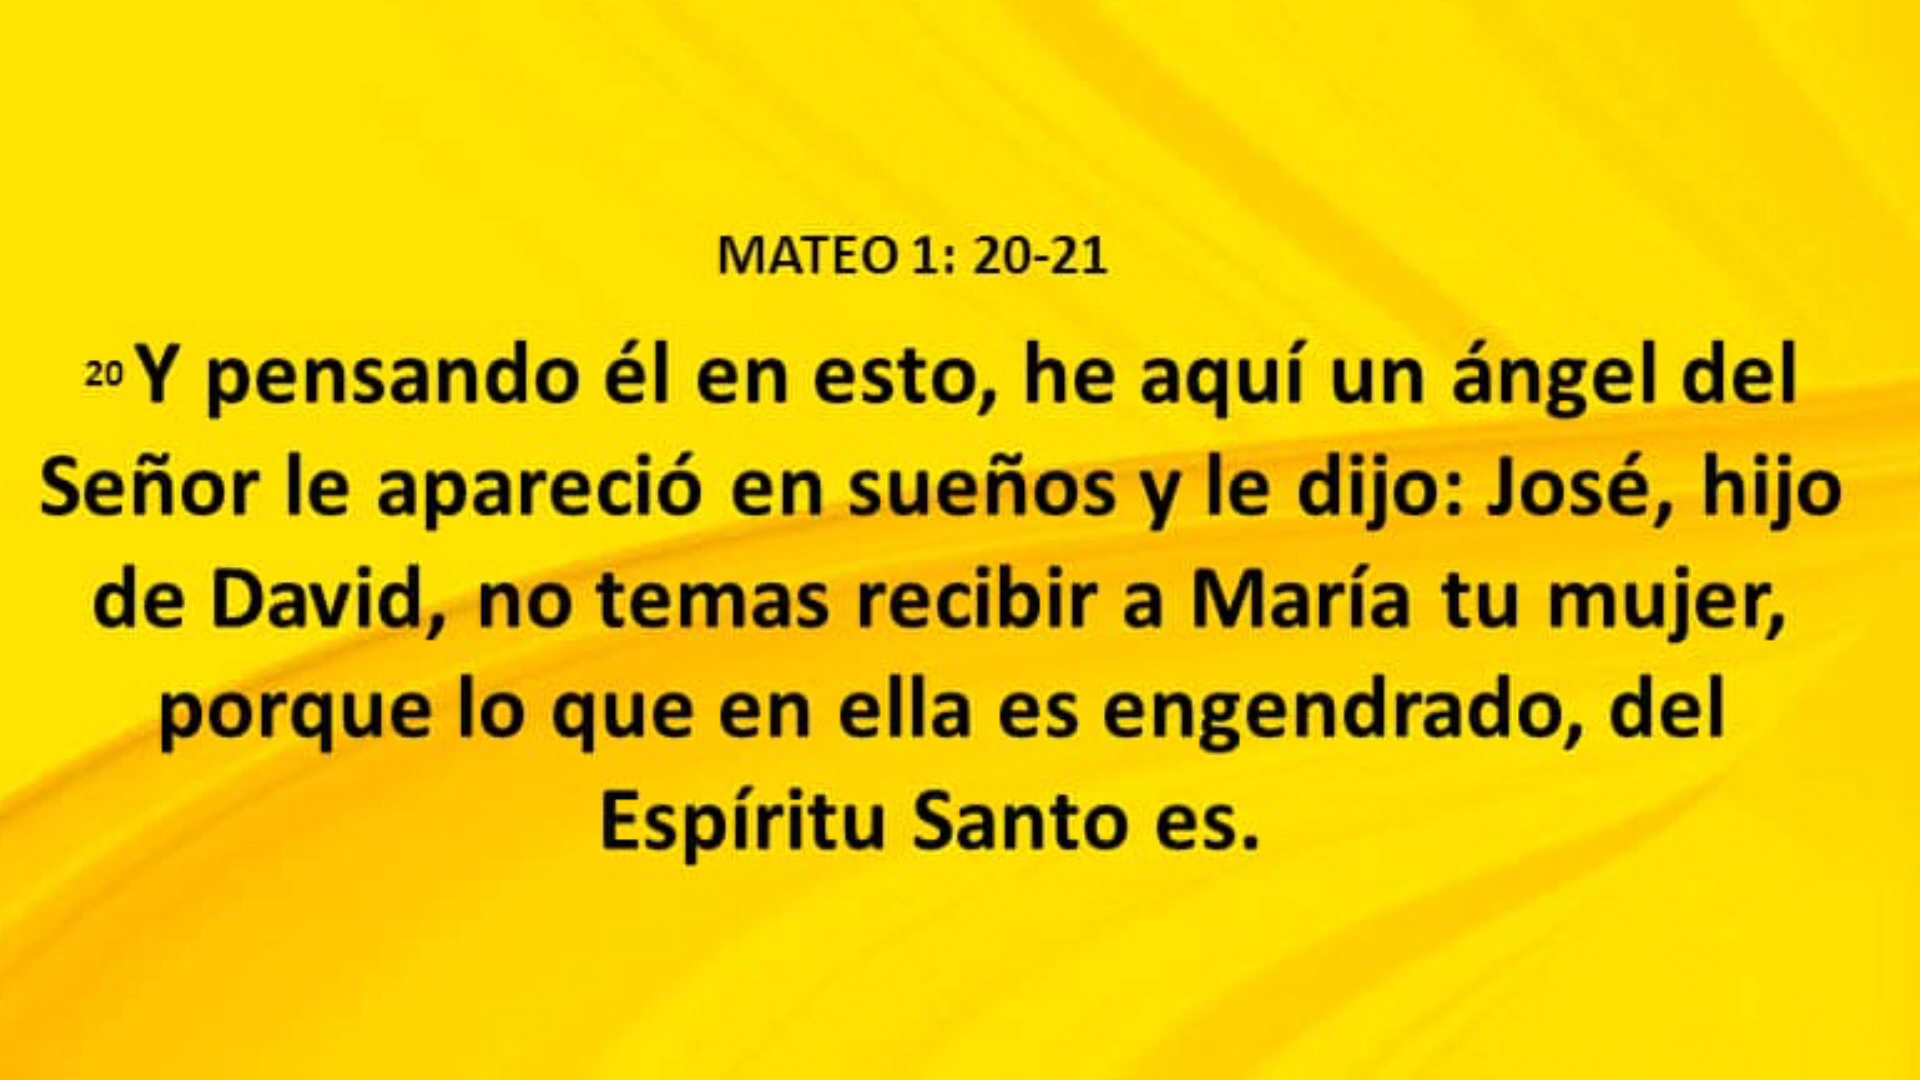 MATEO 1: 20-21
20 Y pensando él en esto, he aquí un ángel del
Señor le apareció en sueños y le dijo: José, hijo
de David, no temas recibir a María tu mujer,
porque lo que en ella es engendrado, del
Espíritu Santo es.